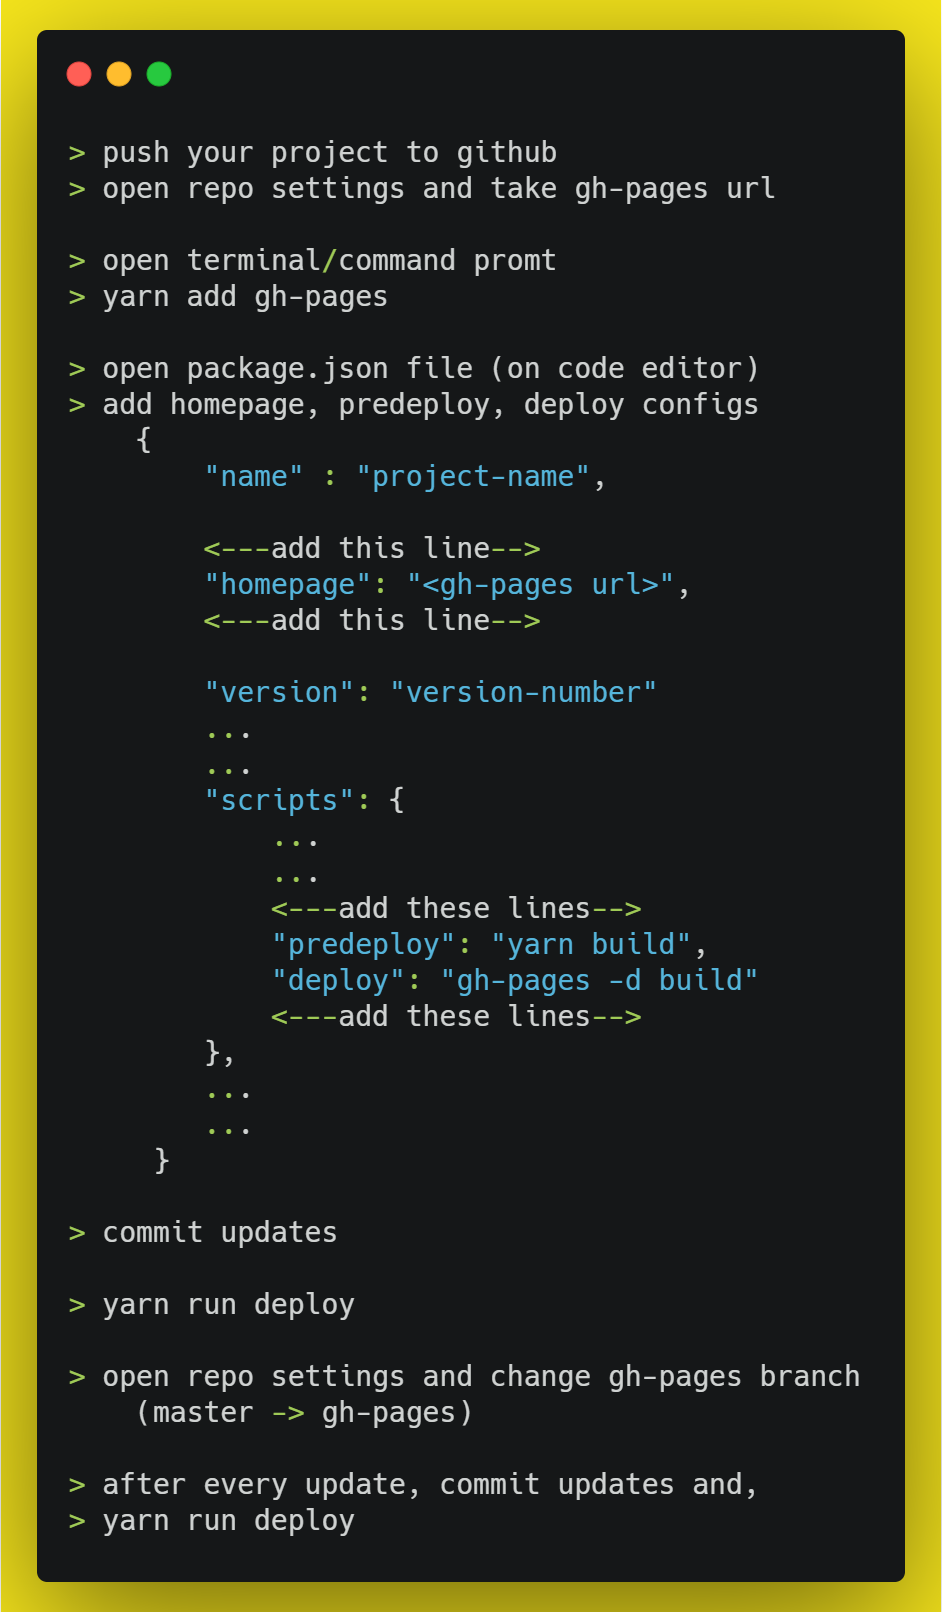 > push your project to github
> open repo settings and take gh-pages url
> open terminal/command promt
> yarn add gh-pages
> open package.json file (on code editor)
> add homepage, predeploy, deploy configs
{
"name" : "project-name",
<---add this line-->
"homepage": "<gh-pages url>",
<---add this line-->
"version": "version-number"
...
...
"scripts": {
...
...
<---add these lines-->
"predeploy": "yarn build",
"deploy": "gh-pages -d build"
<---add these lines-->
},
...
...
}
> commit updates
> yarn run deploy
> open repo settings and change gh-pages branch
(master -> gh-pages)
> after every update, commit updates and,
> yarn run deploy